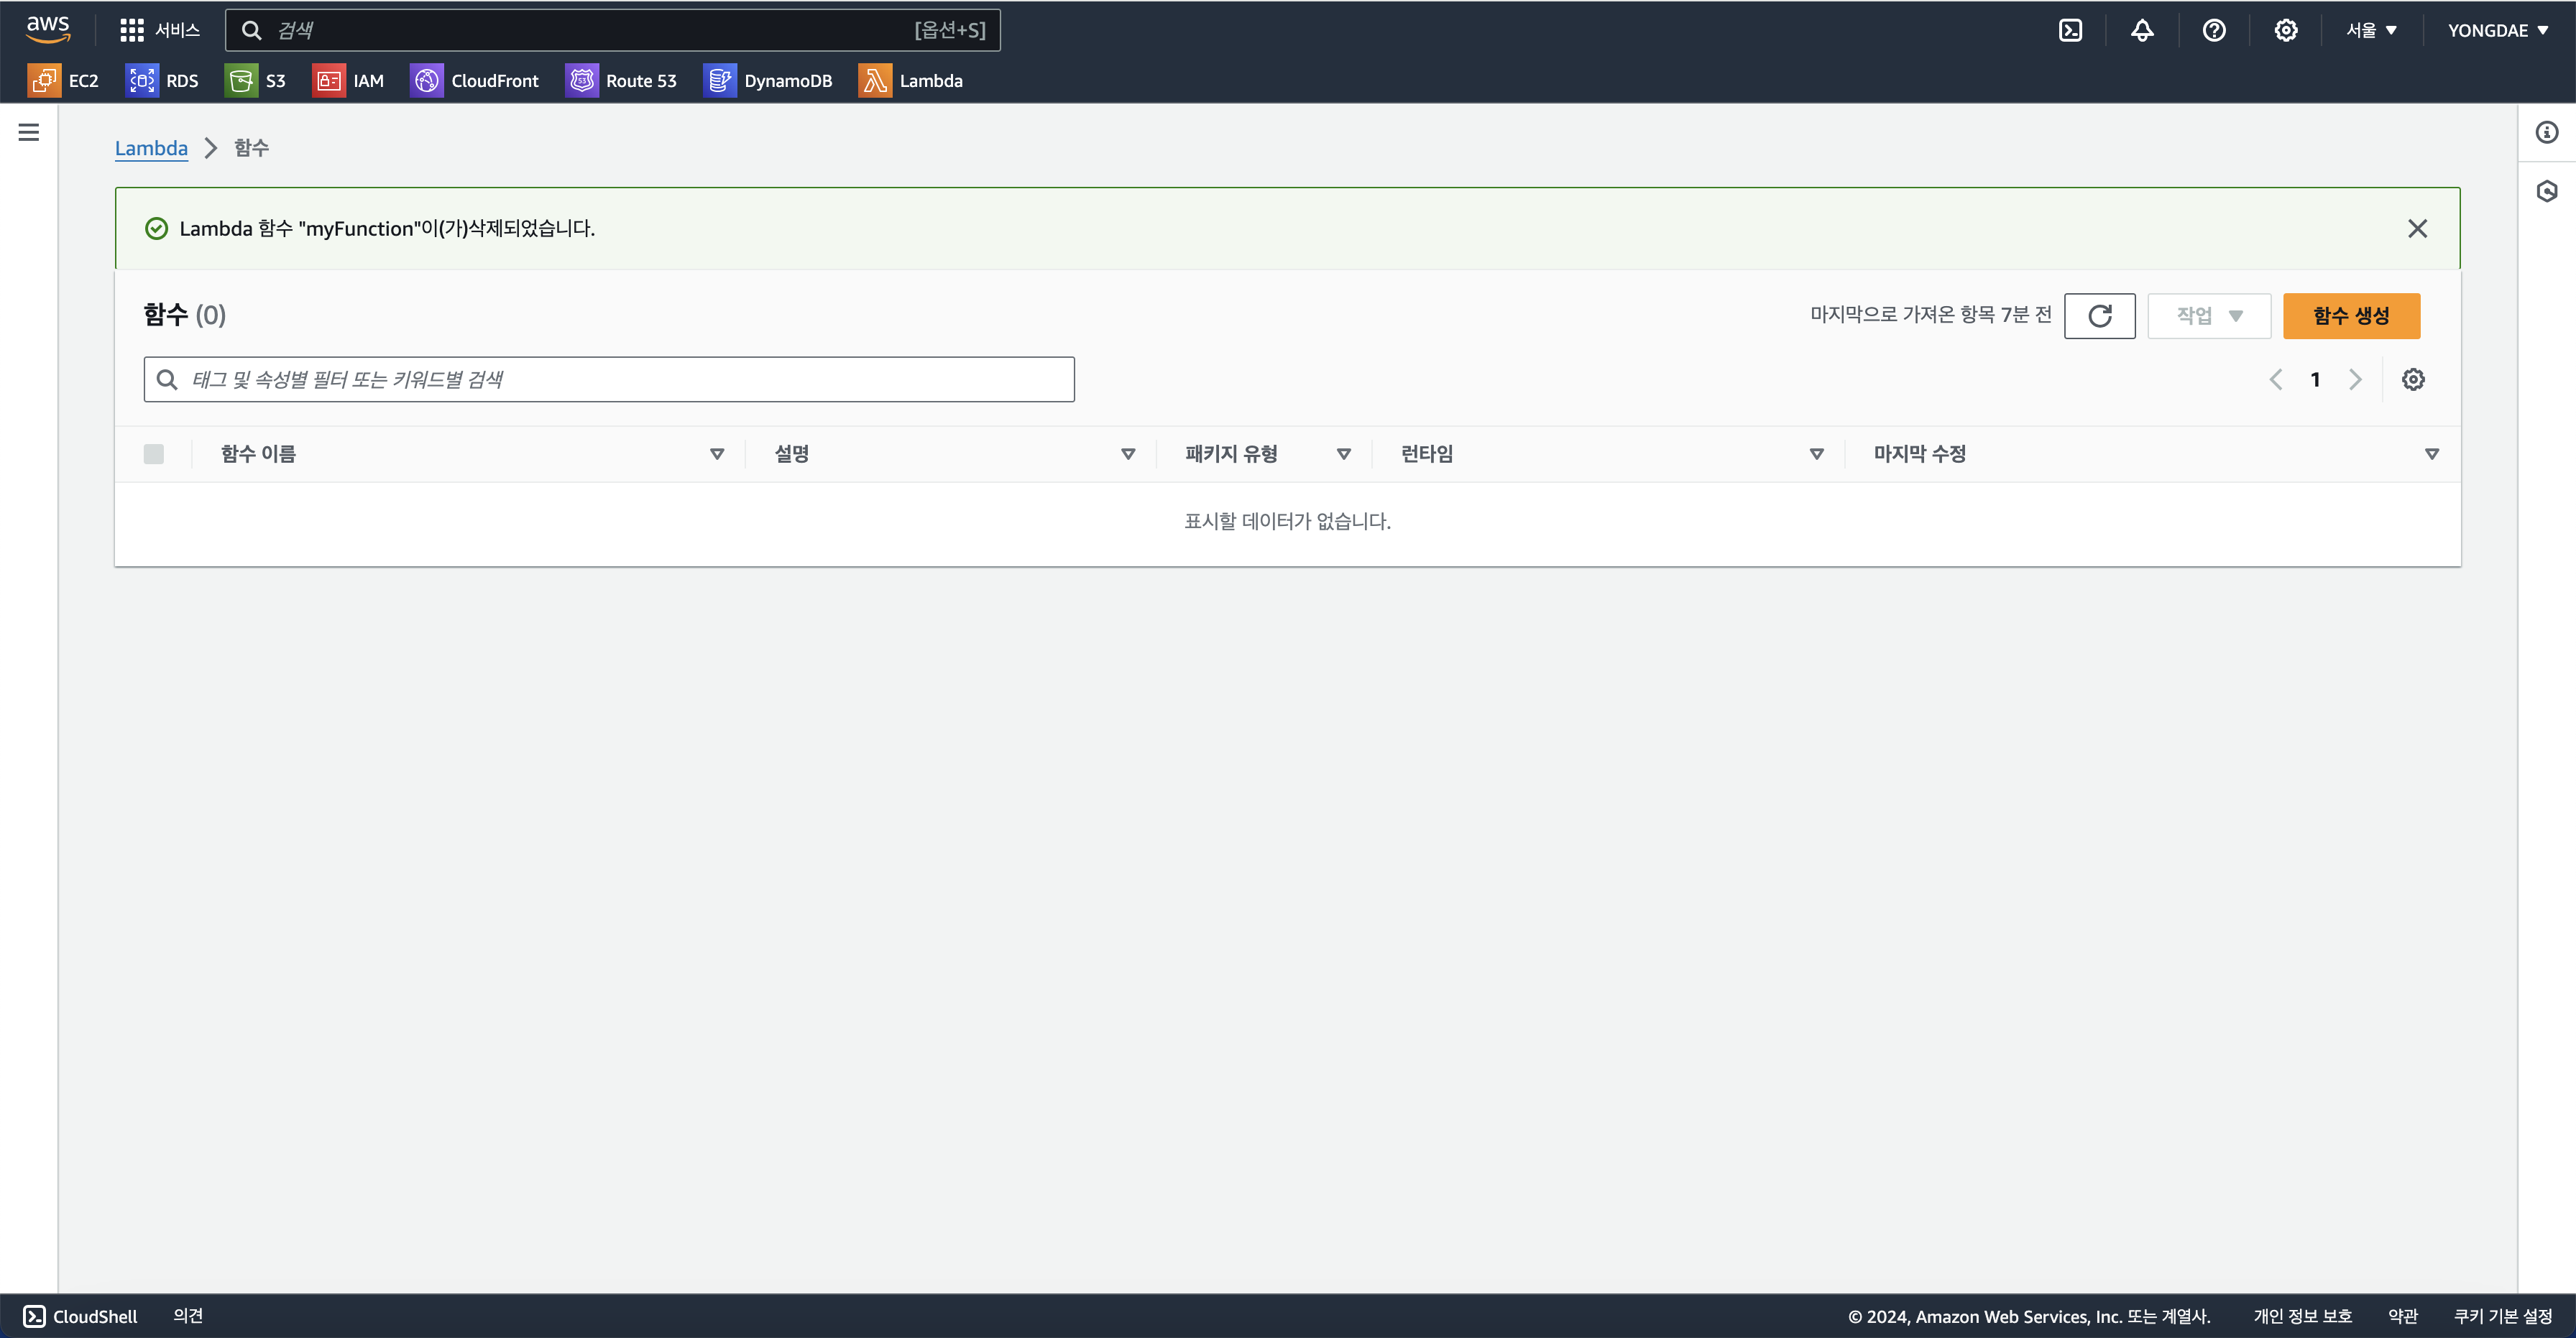 aws 서비스 검색 [옵션+S] 서울 YONGDAE
EC2 RDS S3 IAM CloudFront Route 53 DynamoDB Lambda
Lambda 함수
Lambda 함수 "myFunction"이(가)삭제되었습니다.
함수 (0) 마지막으로 가져온 항목 7분 전 작업 함수 생성
태그 및 속성별 필터 또는 키워드별 검색 1
함수 이름 설명 패키지 유형 런타임 마지막 수정
표시할 데이터가 없습니다.
CloudShell 의견 © 2024, Amazon Web Services, Inc. 또는 계열사. 개인 정보 보호 약관 쿠키 기본 설정